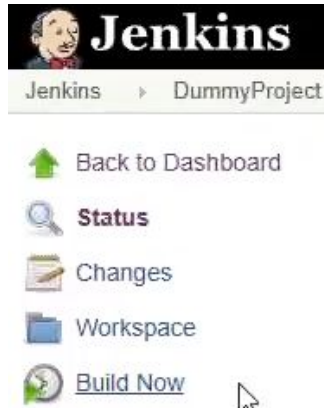 Jenkins
Jenkins DummyProject
Back to Dashboard
Status
Changes
Workspace
Build Now